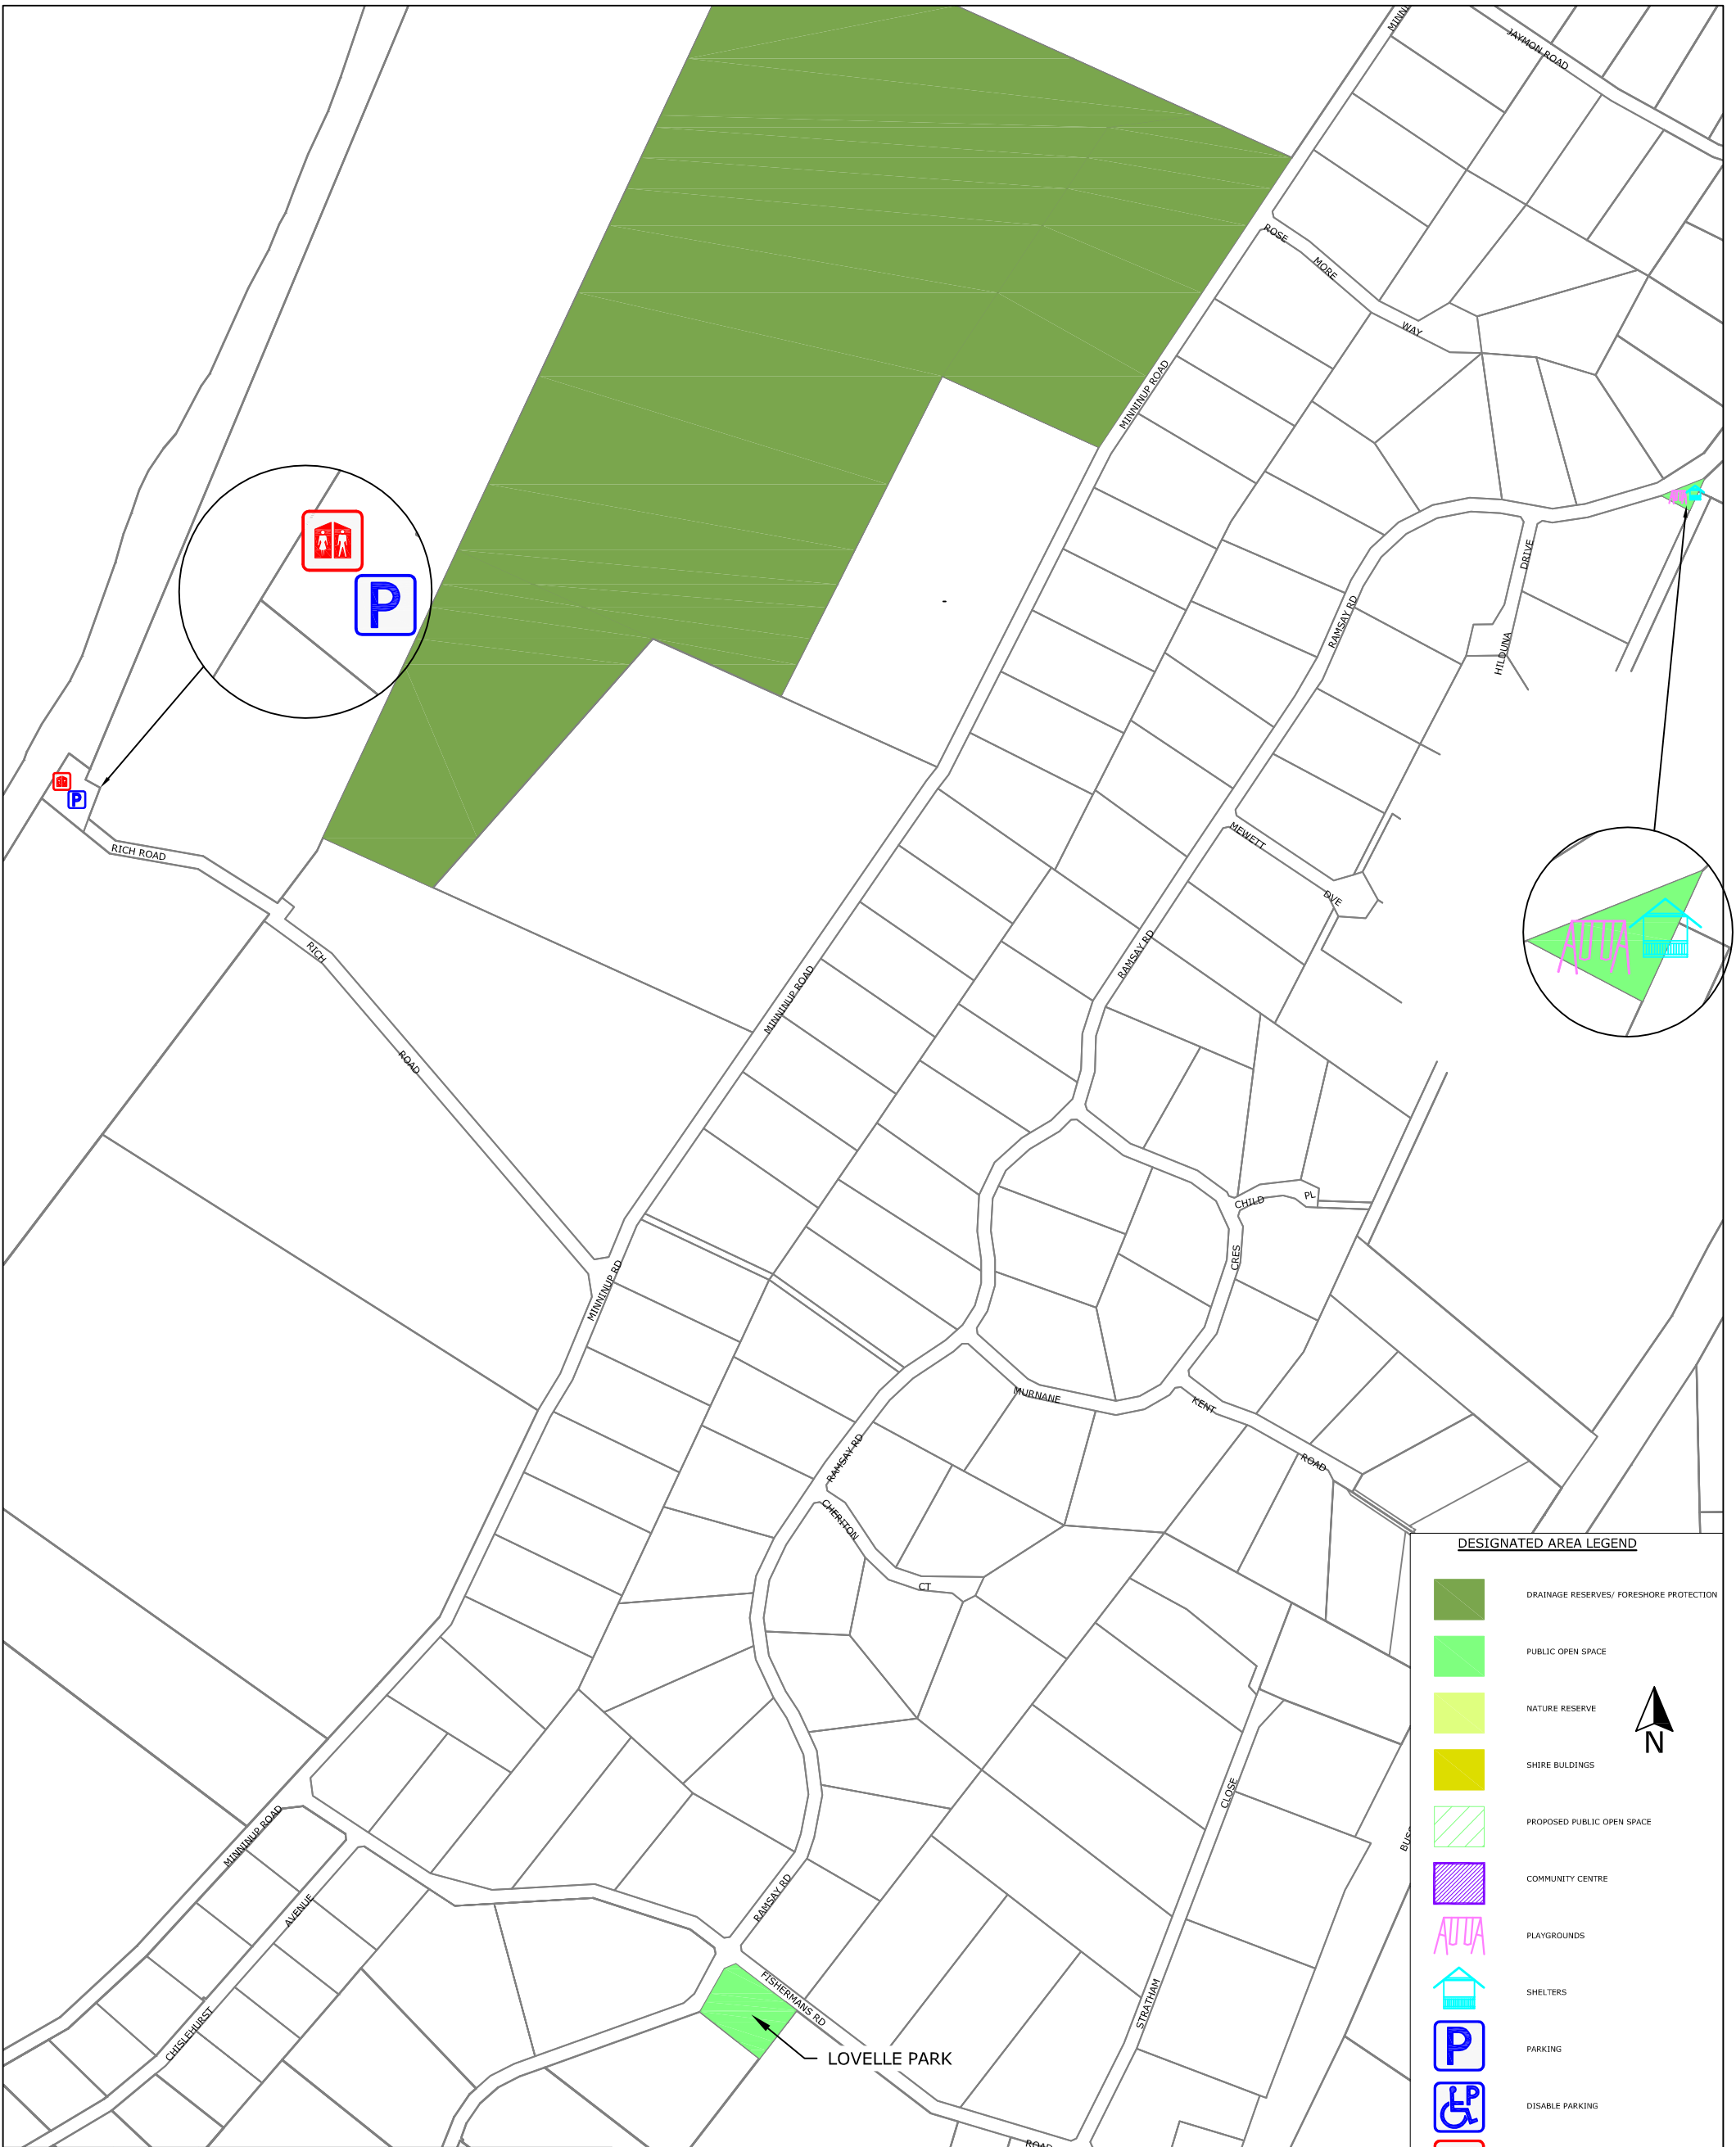 JAYMON ROAD
ROSE
MORE
WAY
MINNINUP ROAD
DRIVE
RAMSAY RD
HILDUNA
P
P
RICH ROAD
MEWETT
DVE
RICH
ROAD
RAMSAY RD
MINNINUP ROAD
CHILD
PL
CRES
MINNINUP RD
MURNANE
KENT
ROAD
RAMSAY RD
CHERITON
CT
CLOSE
MINNINUP ROAD
AVENUE
RAMSAY RD
FISHERMANS RD
CHISLEHURST
STRATHAM
LOVELLE PARK
ROAD
DESIGNATED AREA LEGEND
DRAINAGE RESERVES/ FORESHORE PROTECTION
PUBLIC OPEN SPACE
NATURE RESERVE
N
SHIRE BULDINGS
PROPOSED PUBLIC OPEN SPACE
COMMUNITY CENTRE
PLAYGROUNDS
SHELTERS
P
PARKING
P
DISABLE PARKING